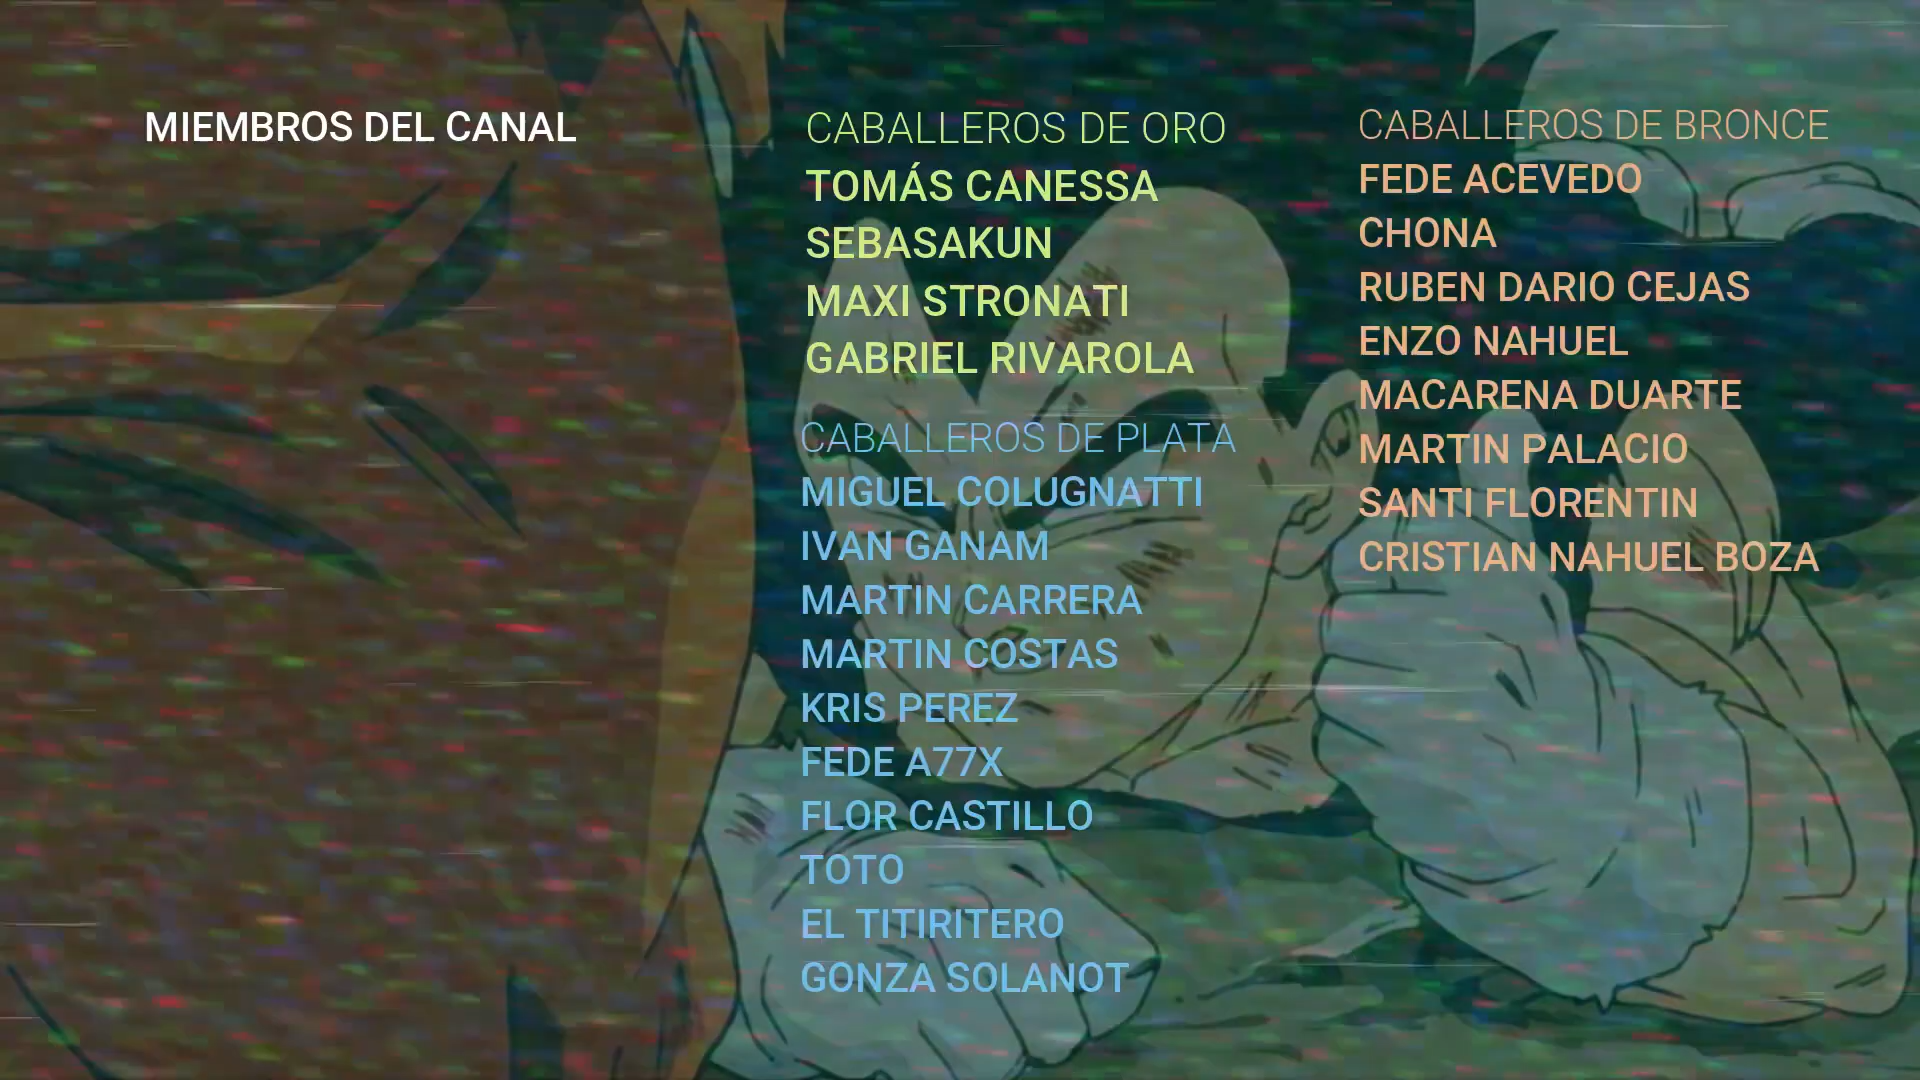 MIEMBROS DEL CANAL
CABALLEROS DE ORO
TOMÁS CANESSA
SEBASAKUN
MAXI STRONATI
GABRIEL RIVAROLA
CABALLEROS DE PLATA
MIGUEL COLUGNATTI
IVAN GANAM
MARTIN CARRERA
MARTIN COSTAS
KRIS PEREZ
FEDE A77X
FLOR CASTILLO
TOTO
EL TITIRITERO
GONZA SOLANOT
CABALLEROS DE BRONCE
FEDE ACEVEDO
CHONA
RUBEN DARIO CEJAS
ENZO NAHUEL
MACARENA DUARTE
MARTIN PALACIO
SANTI FLORENTIN
CRISTIAN NAHUEL BOZA